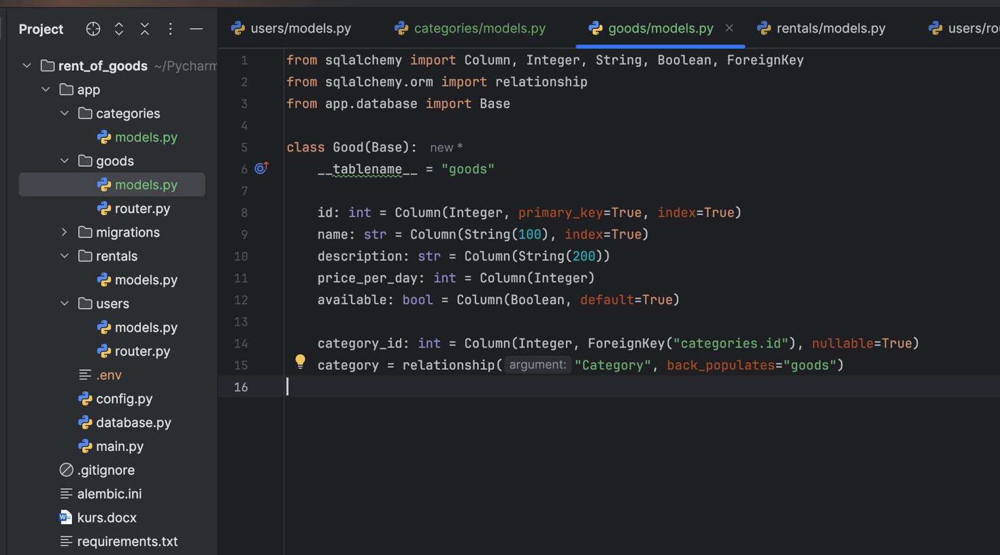 Project
rent_of_goods ~/Pycharm
app
categories
models.py
goods
models.py
router.py
migrations
rentals
models.py
users
models.py
router.py
.env
config.py
database.py
main.py
.gitignore
alembic.ini
kurs.docx
requirements.txt
users/models.py categories/models.py goods/models.py rentals/models.py users/rou
1 from sqlalchemy import Column, Integer, String, Boolean, ForeignKey
2 from sqlalchemy.orm import relationship
3 from app.database import Base
4
5 class Good(Base): new *
6 __tablename__ = "goods"
7
8 id: int = Column(Integer, primary_key=True, index=True)
9 name: str = Column(String(100), index=True)
10 description: str = Column(String(200))
11 price_per_day: int = Column(Integer)
12 available: bool = Column(Boolean, default=True)
13
14 category_id: int = Column(Integer, ForeignKey("categories.id"), nullable=True)
15 category = relationship( argument: "Category", back_populates="goods")
16